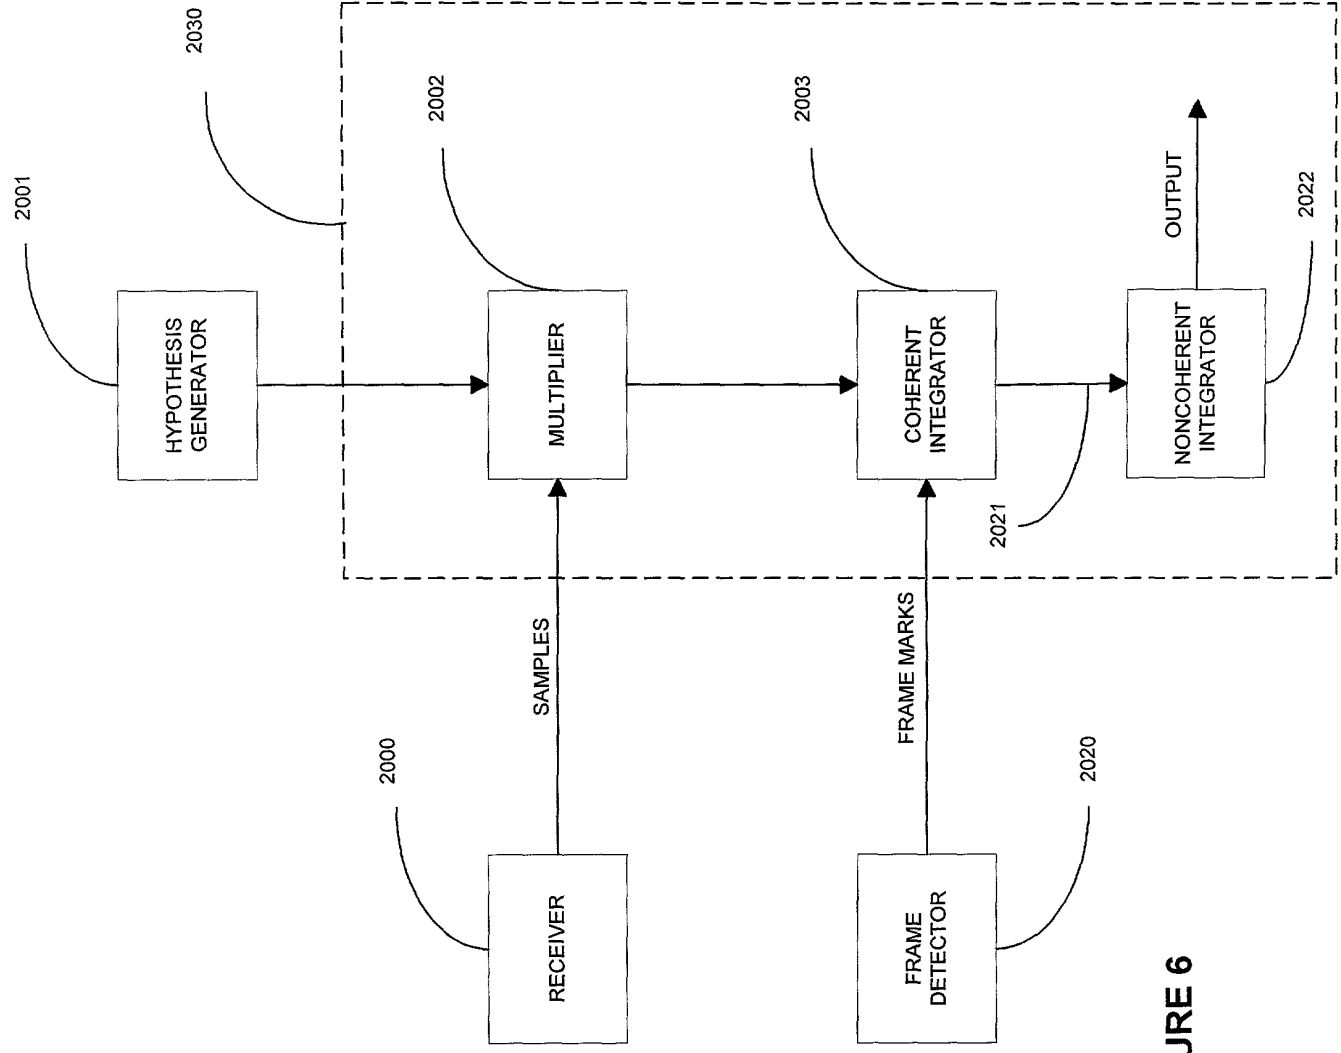 2001
HYPOTHESIS
GENERATOR
2030
2000
2002
RECEIVER
SAMPLES
MULTIPLIER
2003
FRAME
DETECTOR
FRAME MARKS
COHERENT
INTEGRATOR
2021
2020
OUTPUT
NONCOHERENT
INTEGRATOR
URE 6
2022